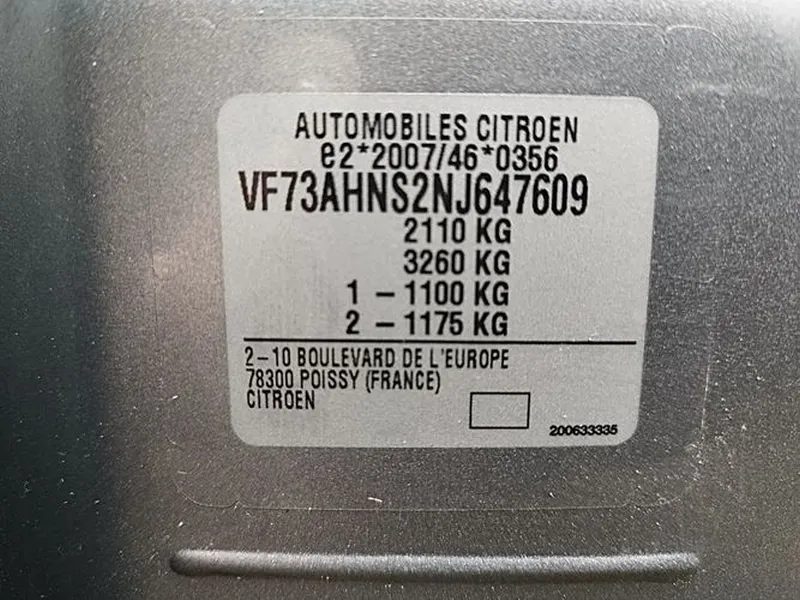 AUTOMOBILES CITROEN
e2*2007/46*0356
VF73AHNS2NJ647609
2110 KG
3260 KG
1 - 1100 KG
2 - 1175 KG
2-10 BOULEVARD DE L'EUROPE
78300 POISSY (FRANCE)
CITROEN
200633335